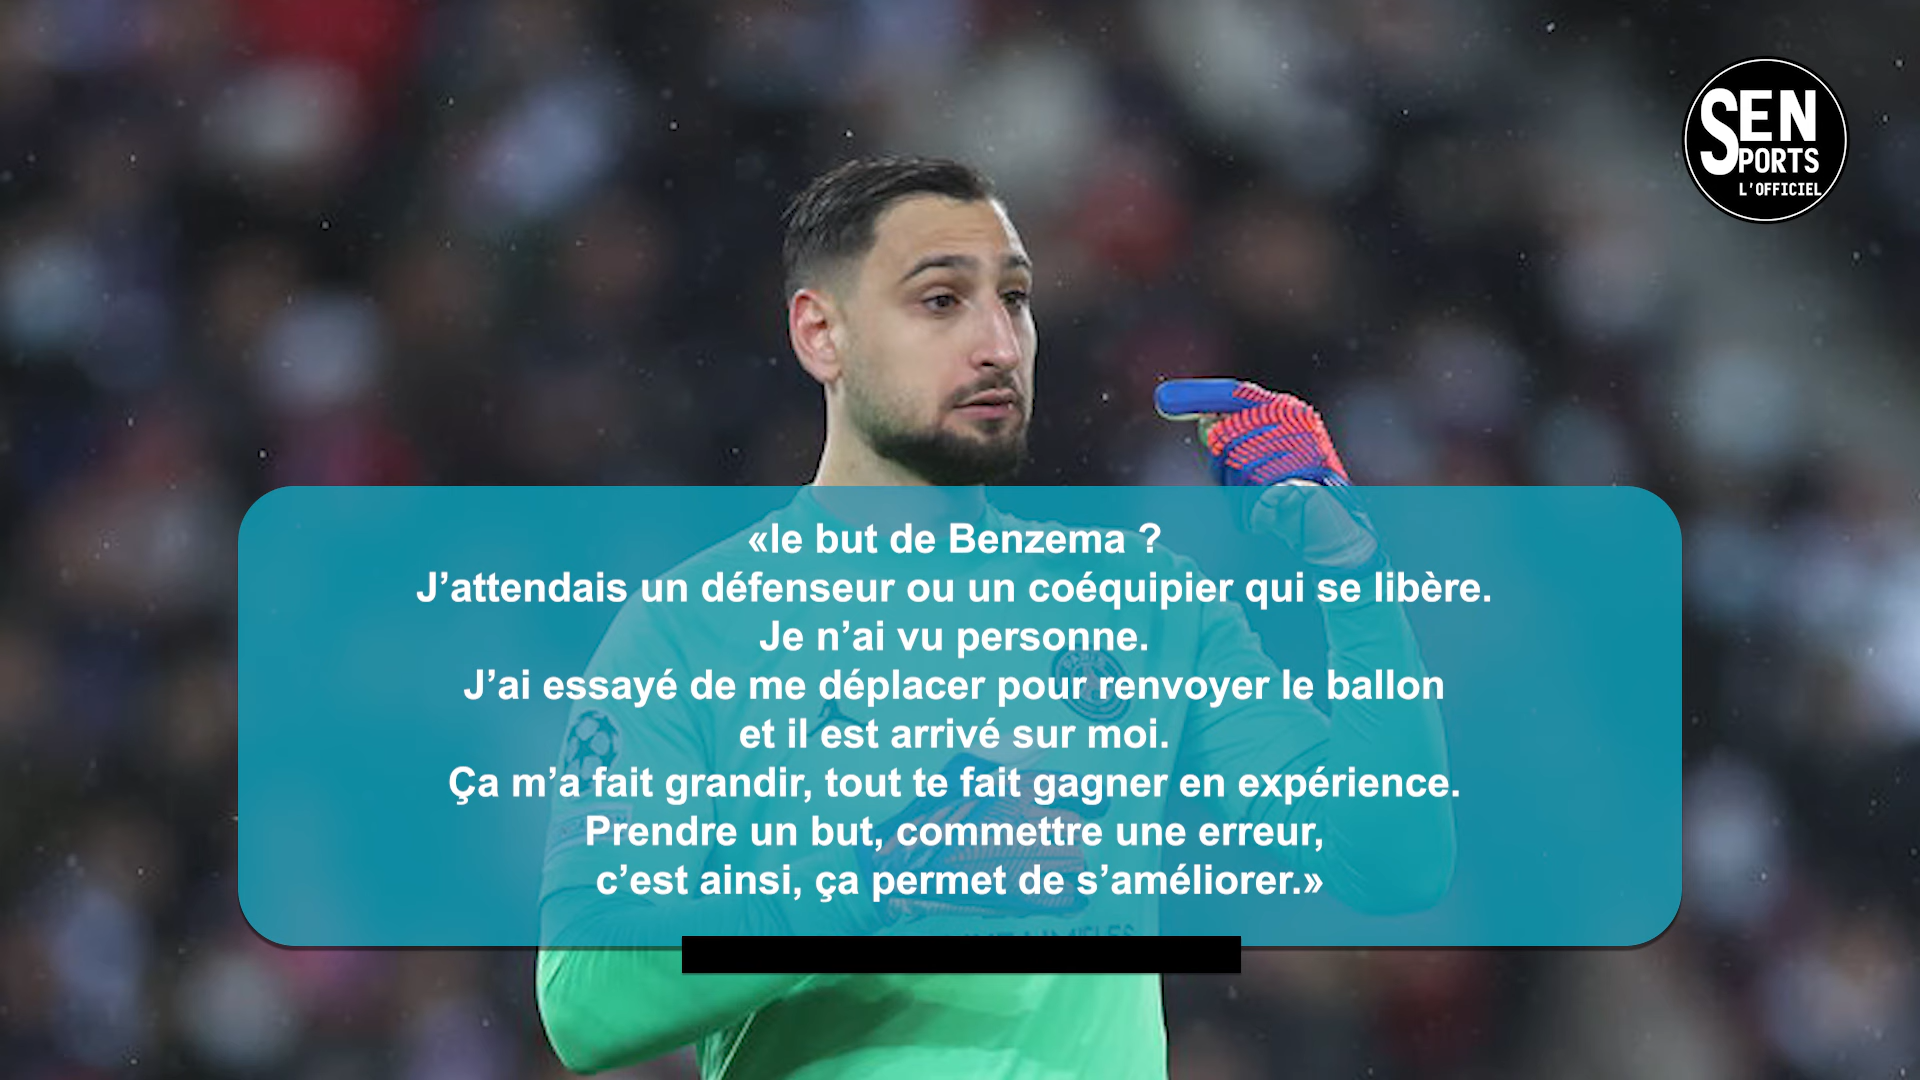 SEN
SPORTS
L'OFFICIEL
«le but de Benzema ?
J’attendais un défenseur ou un coéquipier qui se libère.
Je n’ai vu personne.
J’ai essayé de me déplacer pour renvoyer le ballon
et il est arrivé sur moi.
Ça m’a fait grandir, tout te fait gagner en expérience.
Prendre un but, commettre une erreur,
c’est ainsi, ça permet de s’améliorer.»